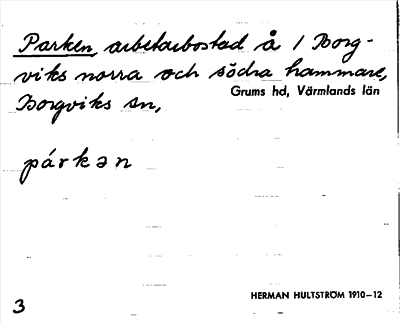 Parken, arbetarbostad å 1 Borg-
viks norra och södra hammare,
Grums hd, Värmlands län
Borgviks sn,
párkən
HERMAN HULTSTRÖM 1910–12
3